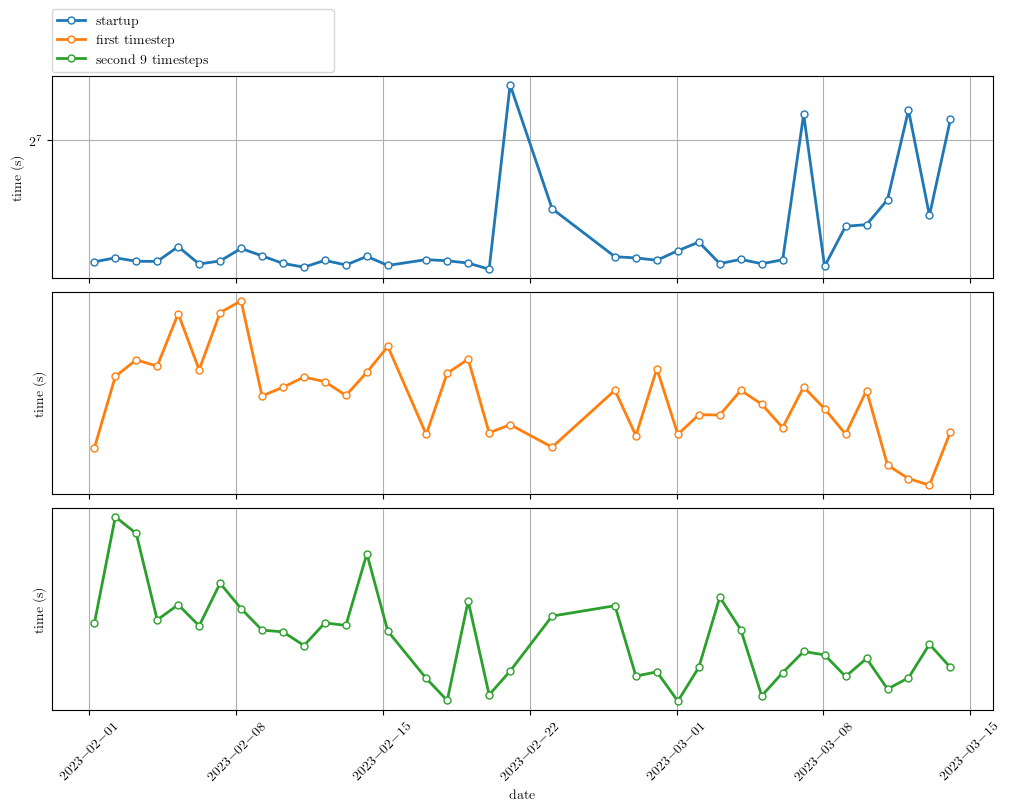 startup
first timestep
second 9 timesteps
2^7
time (s)
time (s)
time (s)
2023−02−01
2023−02−08
2023−02−15
2023−02−22
2023−03−01
2023−03−08
2023−03−15
date